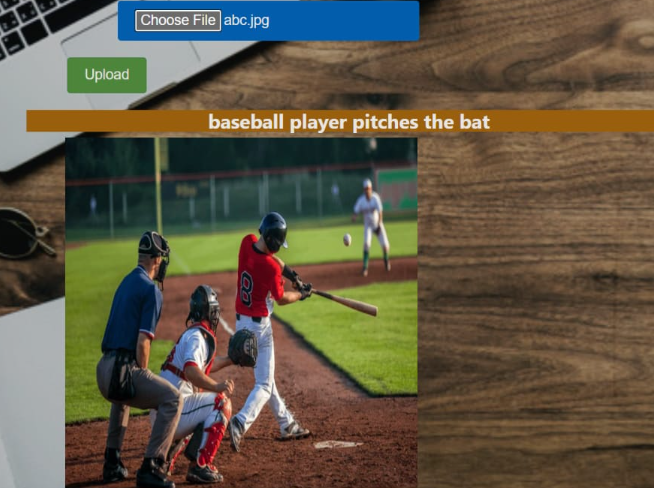 Choose File abc.jpg
Upload
baseball player pitches the bat
8